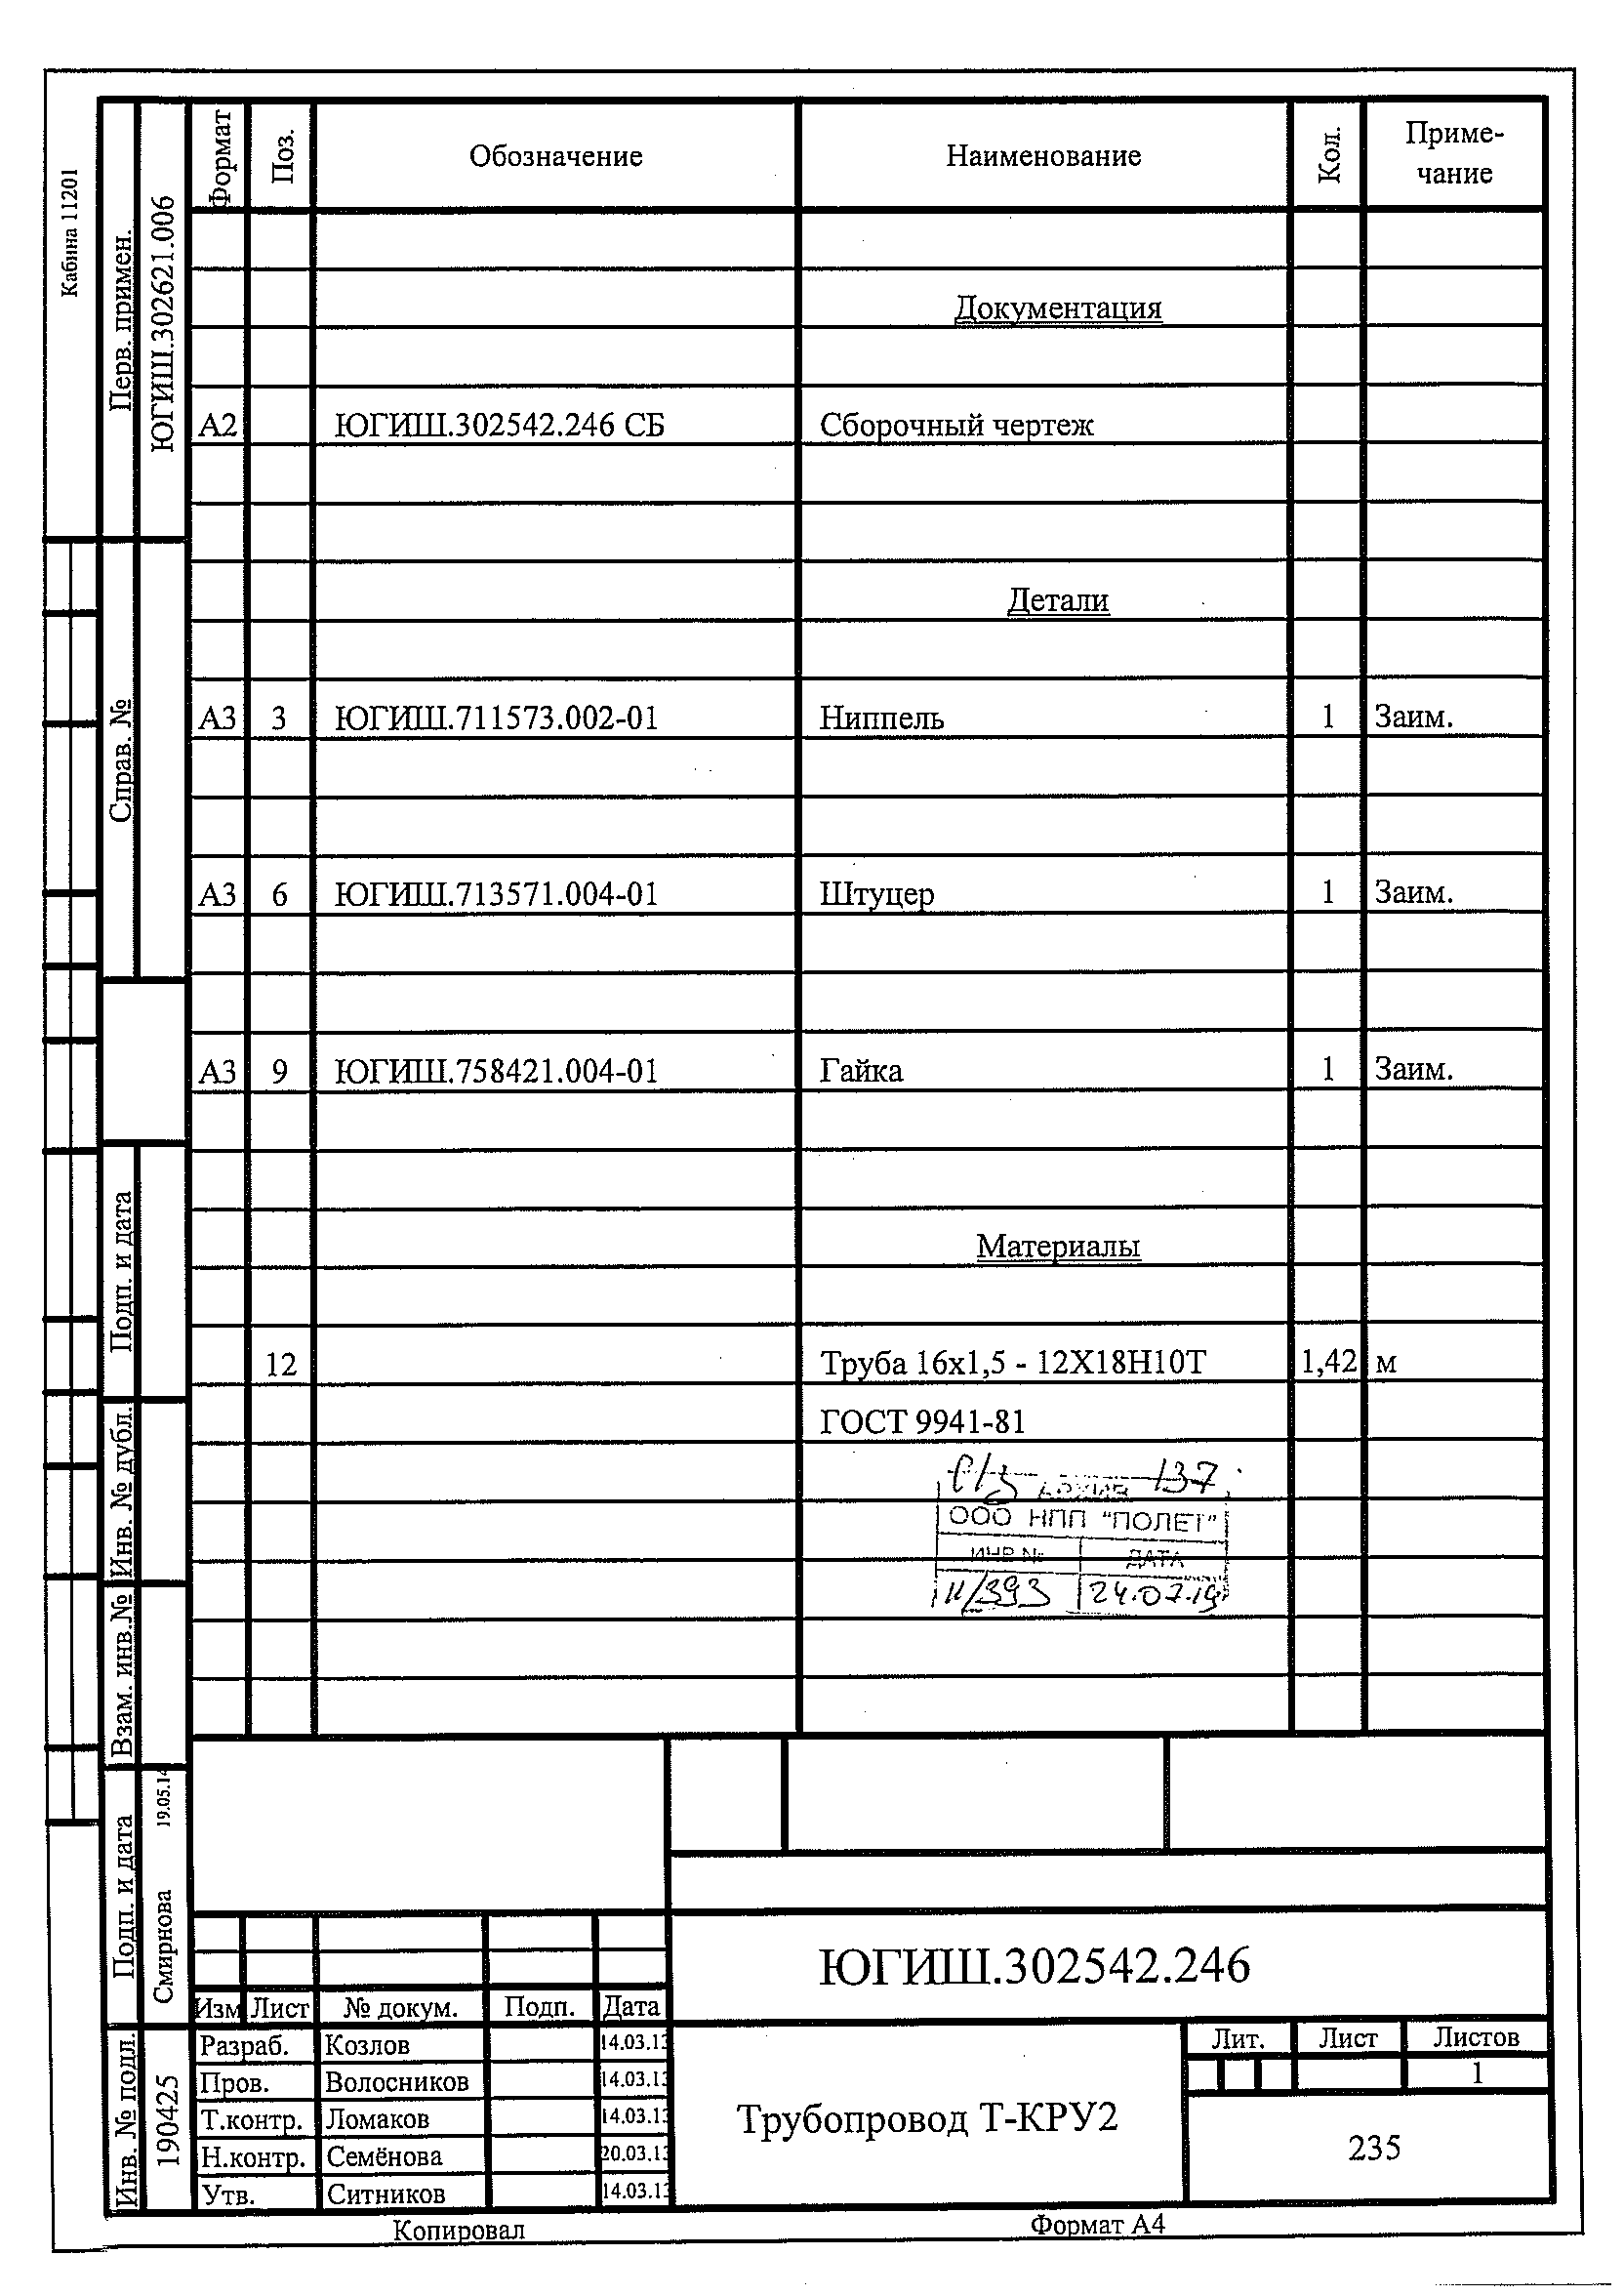 Кабина 11201
Перв. примен.
ЮГИШ.302621.006
Справ. №
Подп. и дата
Инв. № дубл.
Взам. инв.№
Подп. и дата
Смирнова 19.05.14
Инв. № подл.
190425
Формат Поз. Обозначение Наименование Кол. Приме-
чание
Документация
А2 ЮГИШ.302542.246 СБ Сборочный чертеж
Детали
А3 3 ЮГИШ.711573.002-01 Ниппель 1 Заим.
А3 6 ЮГИШ.713571.004-01 Штуцер 1 Заим.
А3 9 ЮГИШ.758421.004-01 Гайка 1 Заим.
Материалы
12 Труба 16х1,5 - 12Х18Н10Т 1,42 м
ГОСТ 9941-81
137
АРХИВ
ООО НПП "ПОЛЕТ"
ИНВ № ДАТА
11/393 24.07.19
ЮГИШ.302542.246
Изм Лист № докум. Подп. Дата
Разраб. Козлов 14.03.13
Пров. Волосников 14.03.13
Т.контр. Ломаков 14.03.13
Н.контр. Семёнова 20.03.13
Утв. Ситников 14.03.13
Трубопровод Т-КРУ2
Лит. Лист Листов
1
235
Копировал Формат А4